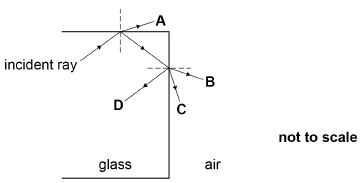 A
incident ray
B
D
C
not to scale
glass
air